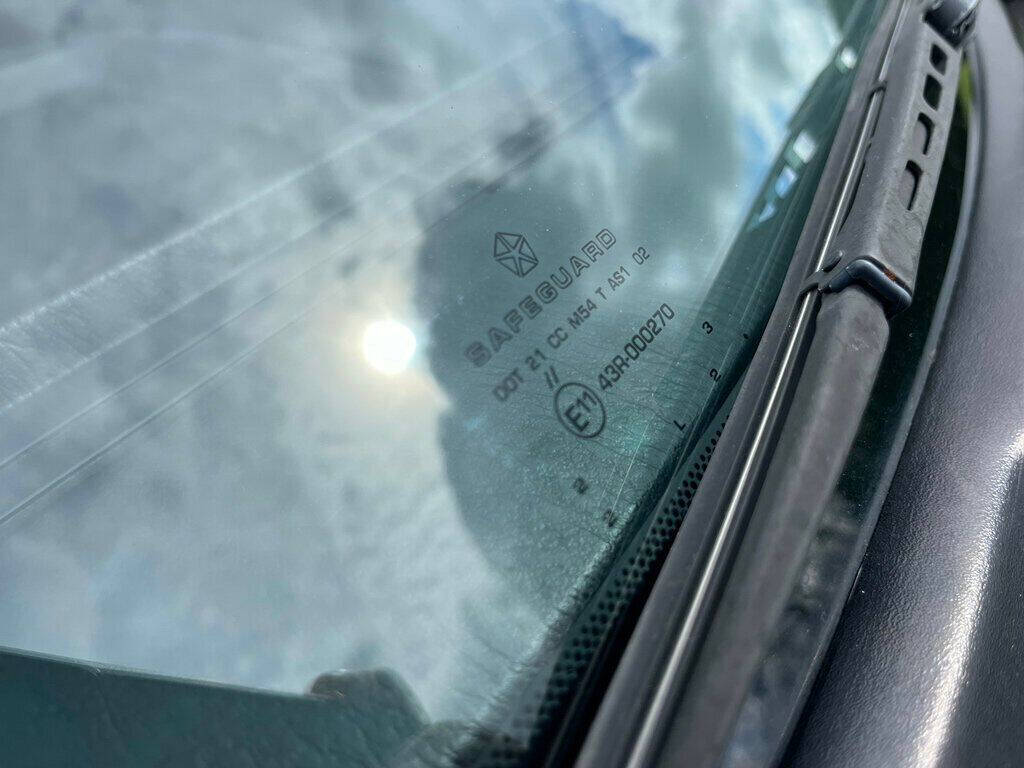 SAFEGUARD
DOT 21 CC M54 T AS1 02
//
E11 43R-000270
3
2
L
2
2